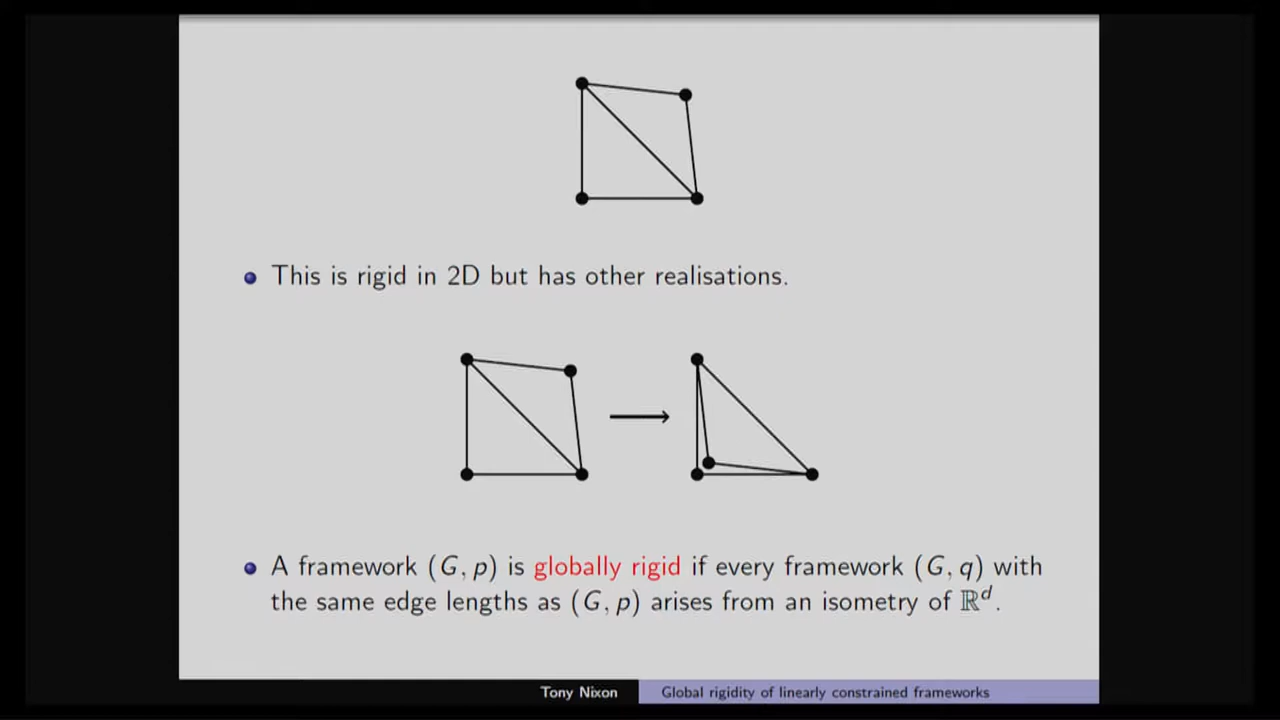 This is rigid in 2D but has other realisations.
A framework (G, p) is globally rigid if every framework (G, q) with
the same edge lengths as (G, p) arises from an isometry of ℝᵈ.
Tony Nixon
Global rigidity of linearly constrained frameworks